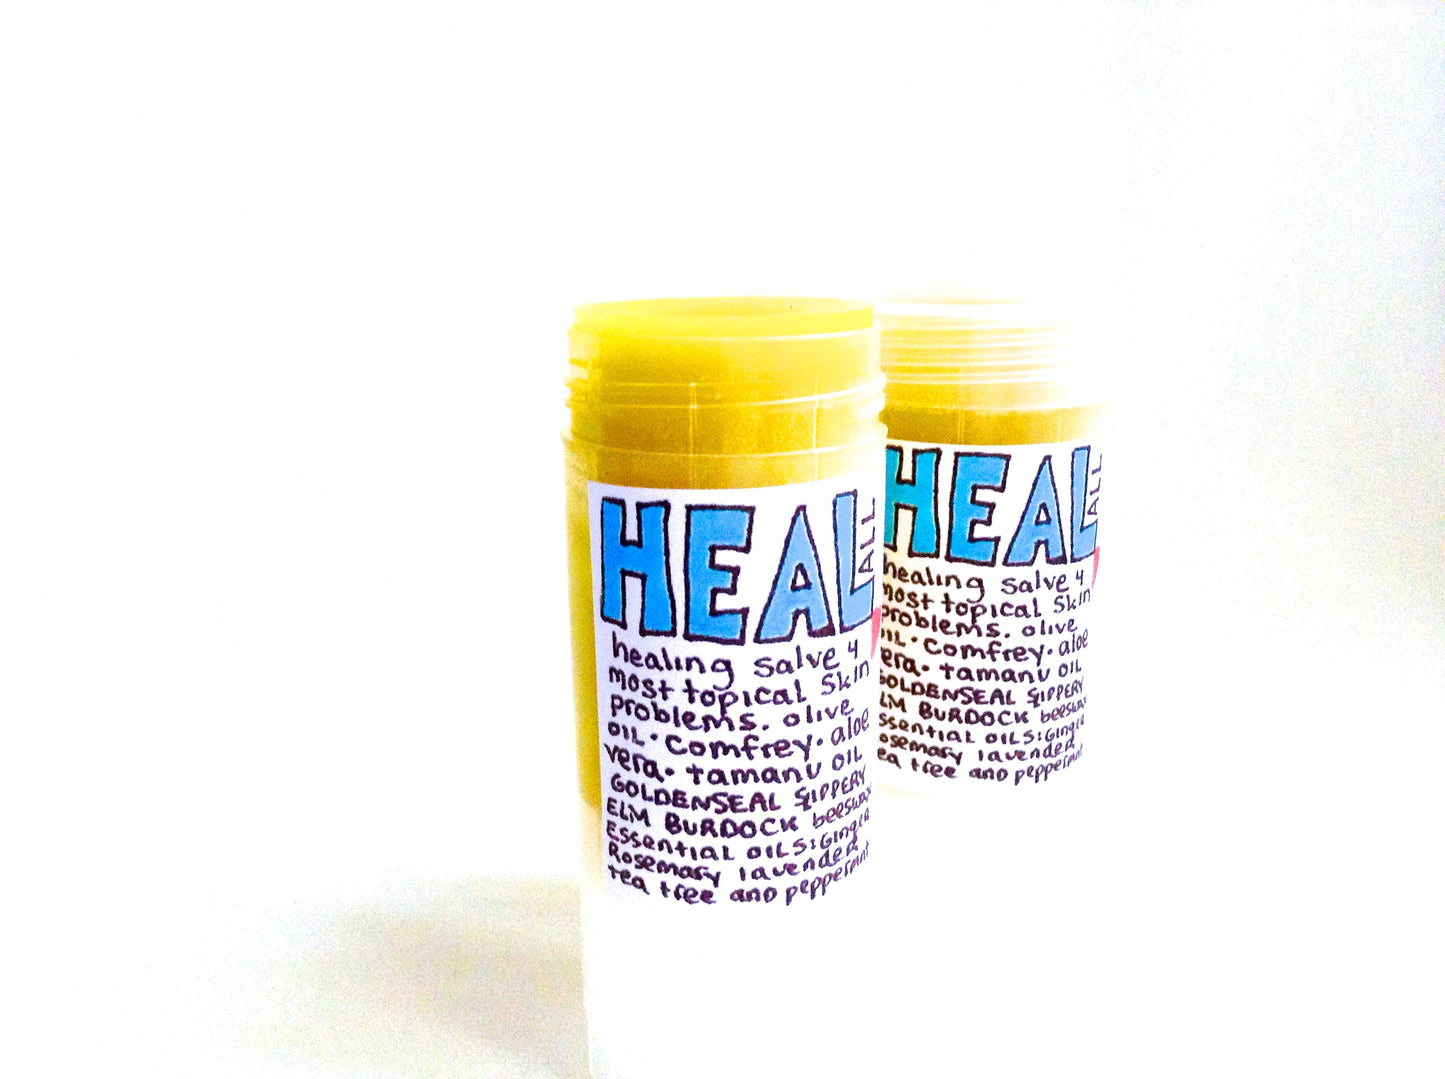 HEAL ALL
healing salve 4
most topical skin
problems. olive
OIL · comfrey · aloe
vera · tamanu OIL
GOLDENSEAL SLIPPERY
ELM BURDOCK beeswax
Essential OILS: Ginger
Rosemary lavender
tea tree and peppermint
HEAL ALL
healing salve 4
most topical skin
problems. olive
OIL · comfrey · aloe
vera · tamanu OIL
GOLDENSEAL SLIPPERY
ELM BURDOCK beeswax
Essential OILS: Ginger
Rosemary lavender
tea tree and peppermint